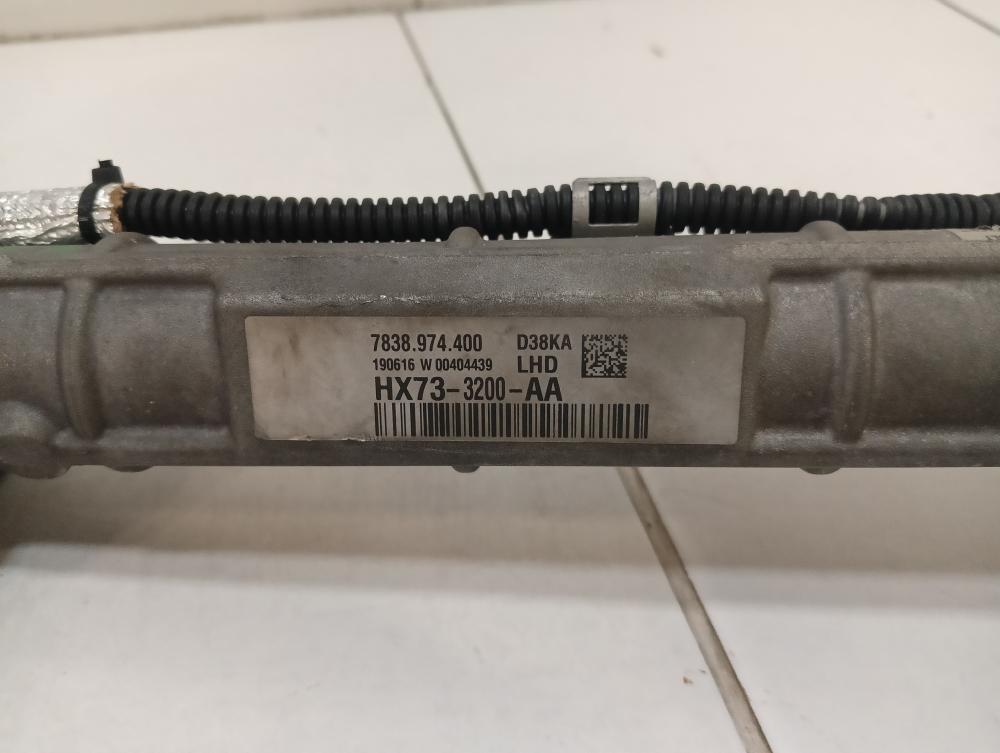 7838.974.400 D38KA
190616 W 00404439 LHD
HX73-3200-AA